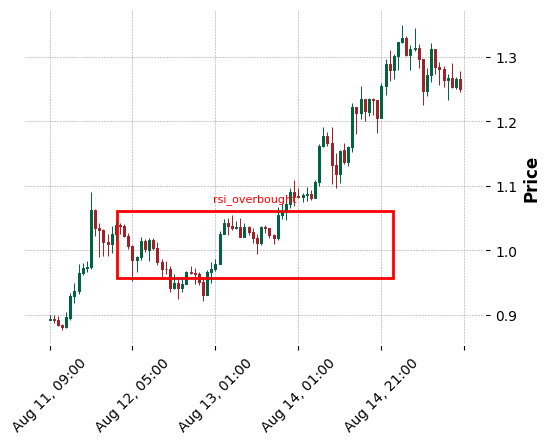 1.3
1.2
rsi_overbought
1.1
1.0
0.9
Price
Aug 11, 09:00
Aug 12, 05:00
Aug 13, 01:00
Aug 14, 01:00
Aug 14, 21:00